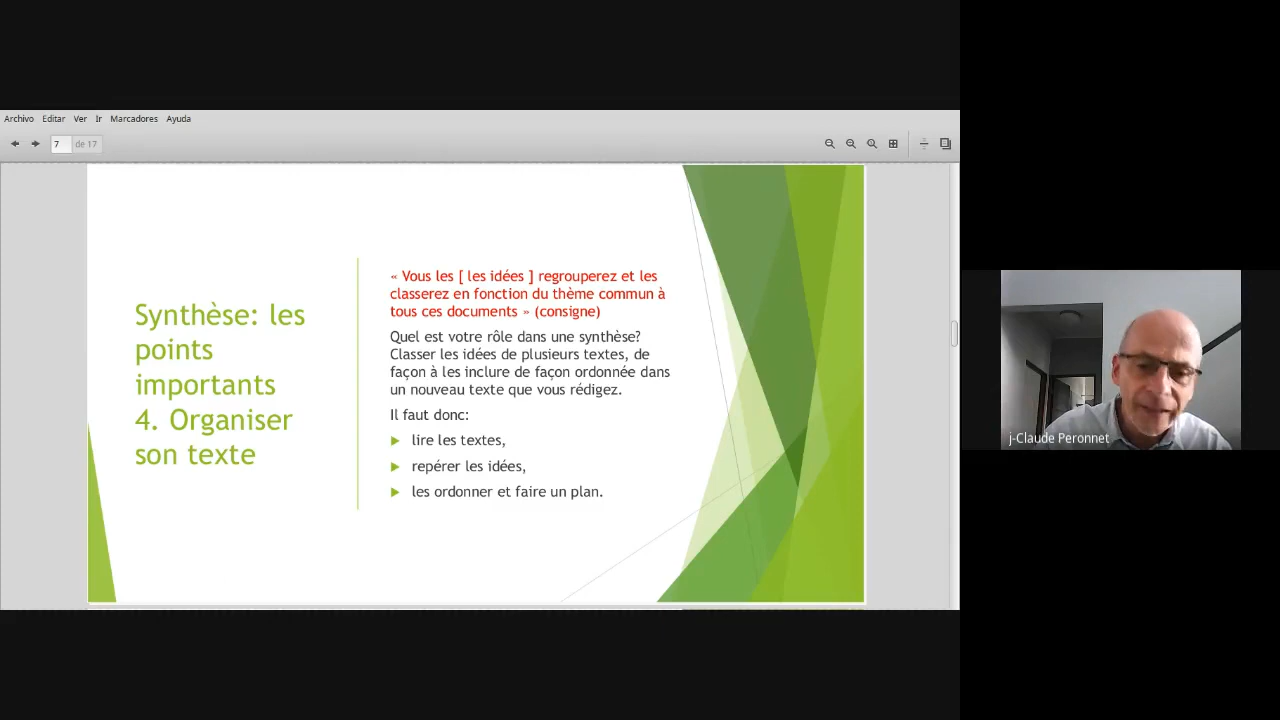 Archivo Editar Ver Ir Marcadores Ayuda
7 de 17
Synthèse: les
points
importants
4. Organiser
son texte
« Vous les [ les idées ] regrouperez et les
classerez en fonction du thème commun à
tous ces documents » (consigne)
Quel est votre rôle dans une synthèse?
Classer les idées de plusieurs textes, de
façon à les inclure de façon ordonnée dans
un nouveau texte que vous rédigez.
Il faut donc:
lire les textes,
repérer les idées,
les ordonner et faire un plan.
j-Claude Peronnet